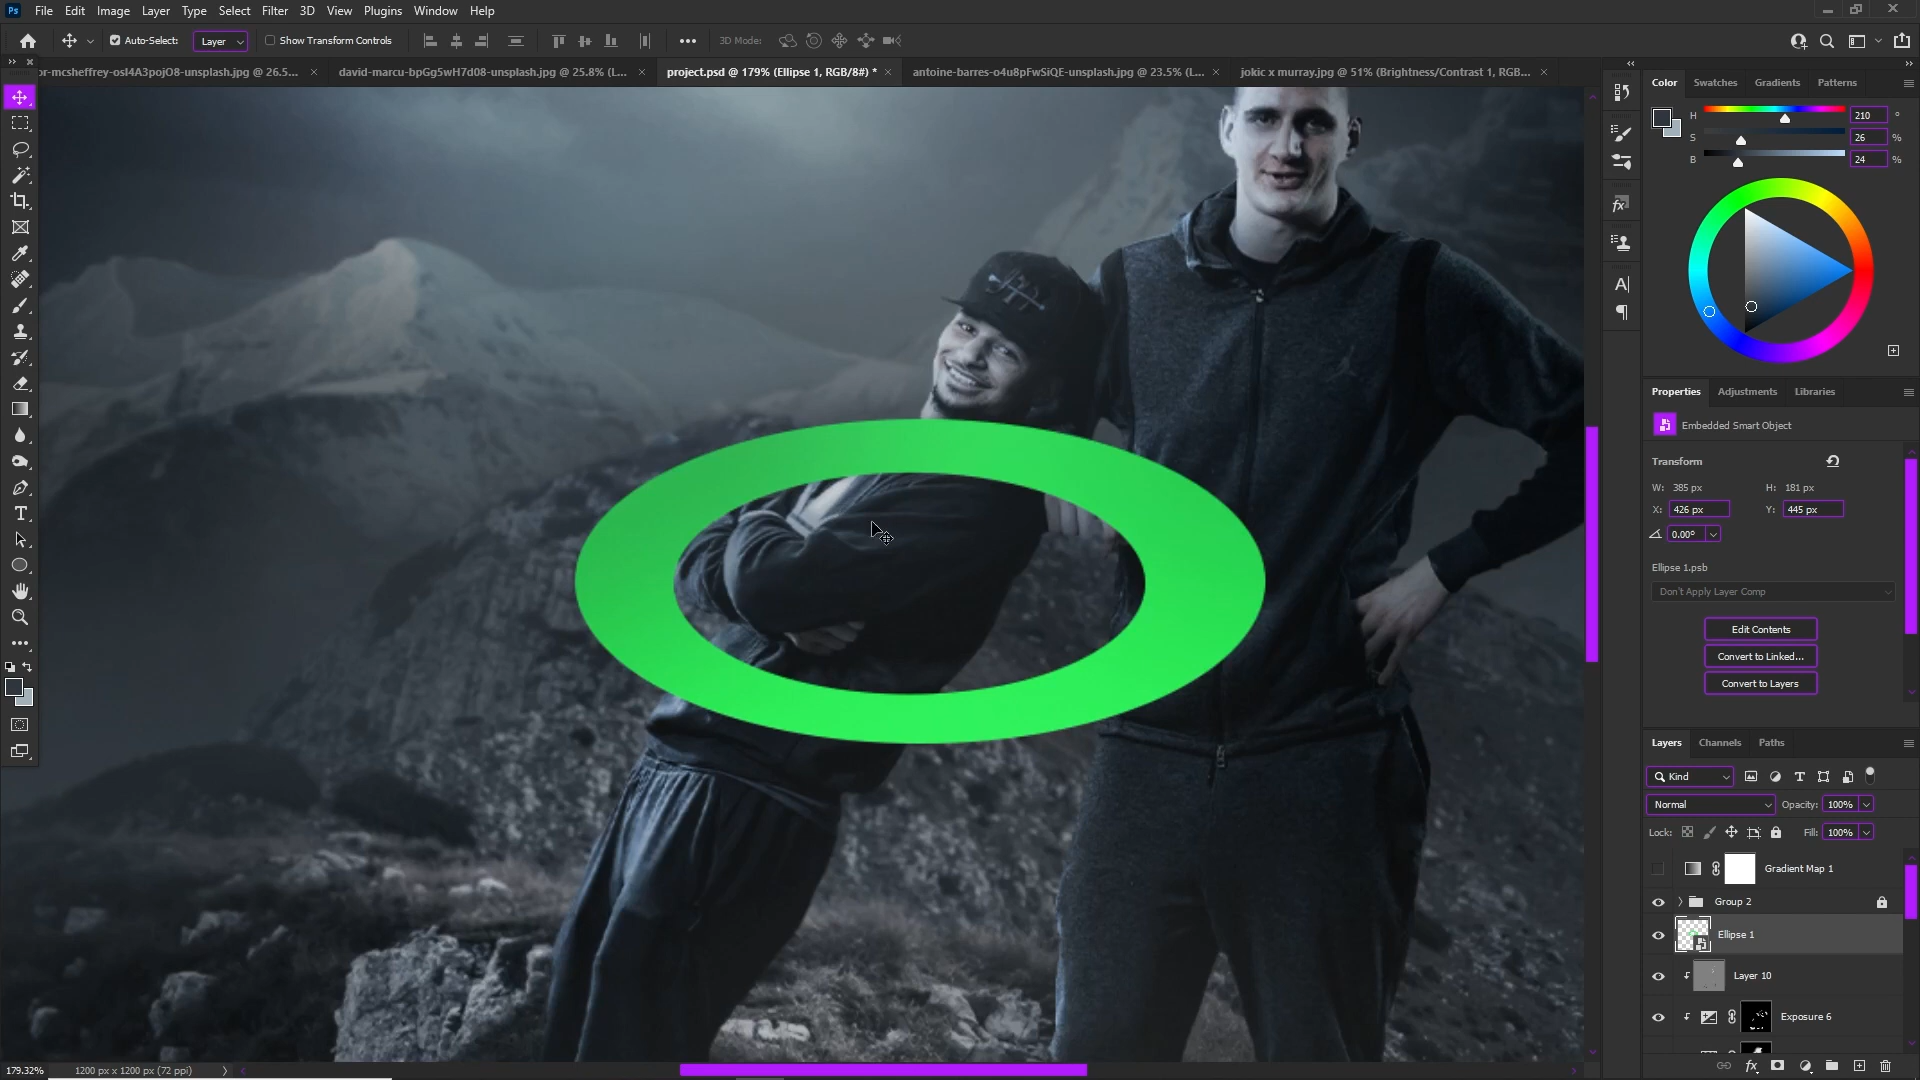 Ps File Edit Image Layer Type Select Filter 3D View Plugins Window Help
Auto-Select: Layer Show Transform Controls 3D Mode:
or-mcsheffrey-osI4A3pojO8-unsplash.jpg @ 26.5... david-marcu-bpGg5wH7d08-unsplash.jpg @ 25.8% (L... project.psd @ 179% (Ellipse 1, RGB/8#) * antoine-barres-o4u8pFwSiQE-unsplash.jpg @ 23.5% (L... jokic x murray.jpg @ 51% (Brightness/Contrast 1, RGB...
Color Swatches Gradients Patterns
H 210 °
S 26 %
B 24 %
Properties Adjustments Libraries
Embedded Smart Object
Transform
W: 385 px H: 181 px
X: 426 px Y: 445 px
0.00°
Ellipse 1.psb
Don't Apply Layer Comp
Edit Contents
Convert to Linked...
Convert to Layers
Layers Channels Paths
Kind
Normal Opacity: 100%
Lock: Fill: 100%
Gradient Map 1
Group 2
Ellipse 1
Layer 10
Exposure 6
179.32% 1200 px x 1200 px (72 ppi)